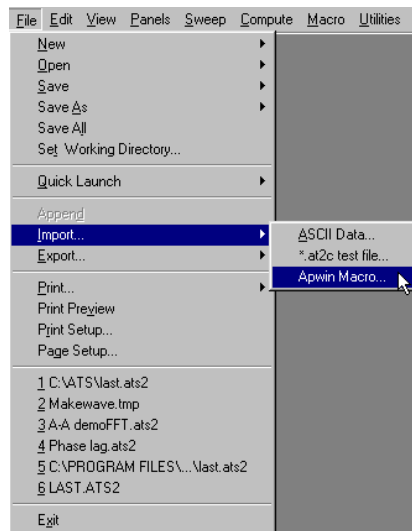 File Edit View Panels Sweep Compute Macro Utilities
New
Open
Save
Save As
Save All
Set Working Directory...
Quick Launch
Append
Import...
Export...
ASCII Data...
*.at2c test file...
Apwin Macro...
Print...
Print Preview
Print Setup...
Page Setup...
1 C:\ATS\last.ats2
2 Makewave.tmp
3 A-A demoFFT.ats2
4 Phase lag.ats2
5 C:\PROGRAM FILES\...\last.ats2
6 LAST.ATS2
Exit